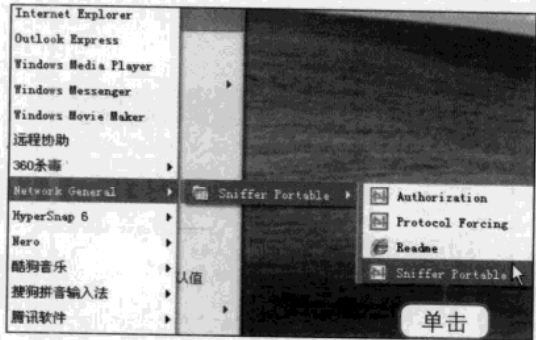 Internet Explorer
Outlook Express
Windows Media Player
Windows Messenger
Windows Movie Maker
远程协助
360杀毒
Network General
Sniffer Portable
Authorization
Protocol Forcing
Readme
Sniffer Portable
HyperSnap 6
Nero
酷狗音乐
搜狗拼音输入法
腾讯软件
认值
单击